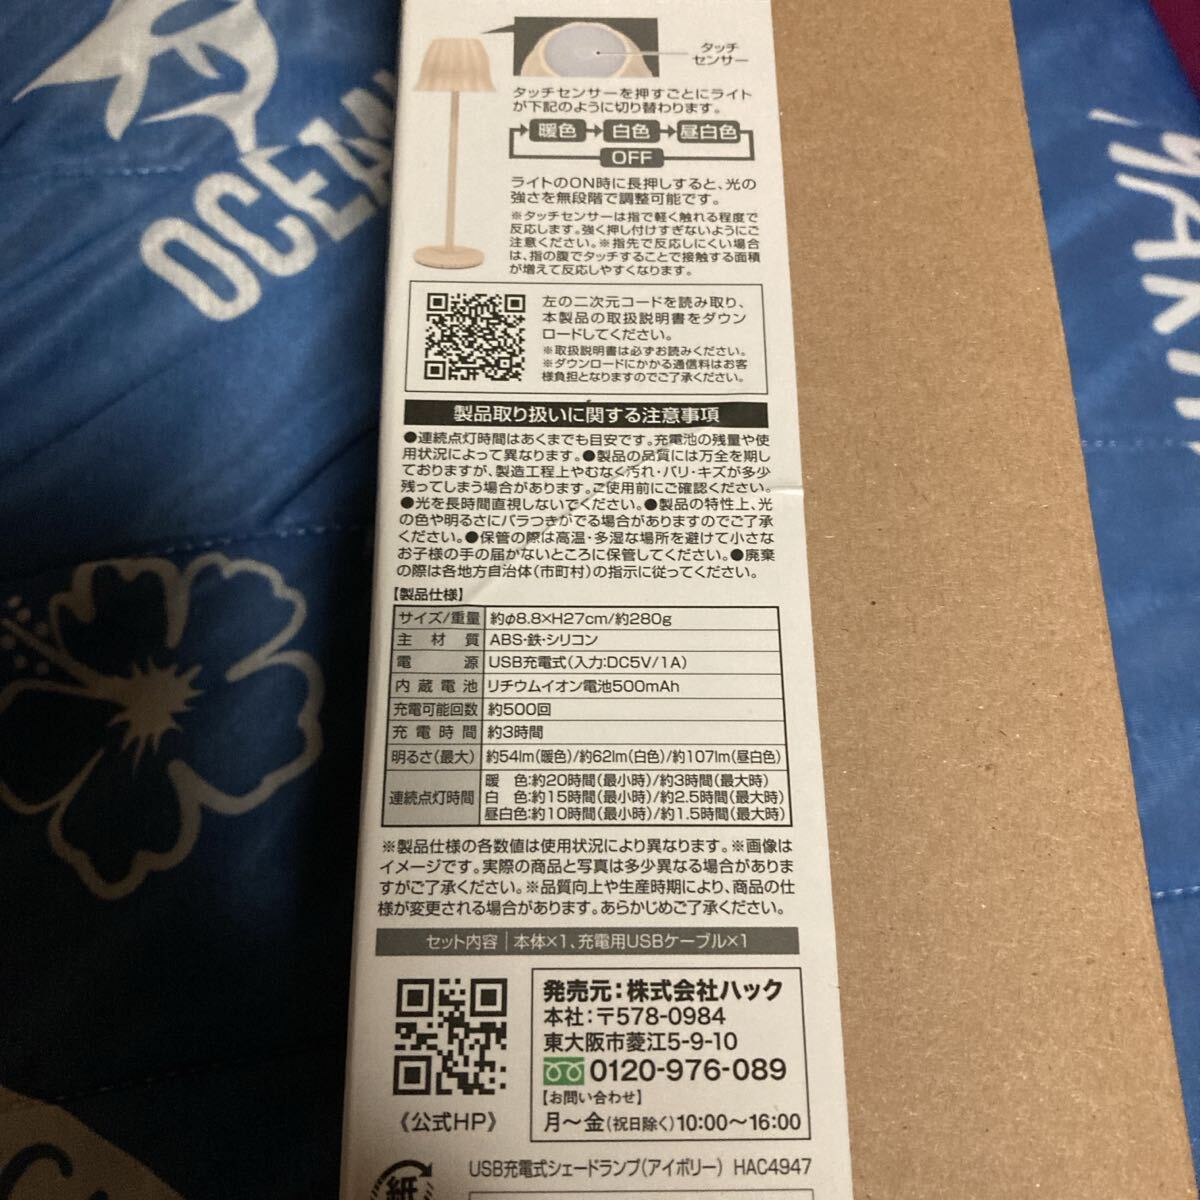 タッチ
センサー
タッチセンサーを押すごとにライト
が下記のように切り替わります。
暖色→白色→昼白色
OFF
ライトのON時に長押しすると、光の
強さを無段階で調整可能です。
※タッチセンサーは指で軽く触れる程度で
反応します。強く押し付けすぎないようにご
注意ください。※指先で反応しにくい場合
は、指の腹でタッチすることで接触する面積
が増えて反応しやすくなります。
左の二次元コードを読み取り、
本製品の取扱説明書をダウン
ロードしてください。
※取扱説明書は必ずお読みください。
※ダウンロードにかかる通信料はお客
様負担となりますのでご了承ください。
製品取り扱いに関する注意事項
●連続点灯時間はあくまでも目安です。充電池の残量や使
用状況によって異なります。●製品の品質には万全を期し
ておりますが、製造工程上やむなく汚れ・バリ・キズが多少
残ってしまう場合があります。ご使用前にご確認ください。
●光を長時間直視しないでください。●製品の特性上、光
の色や明るさにバラつきがでる場合がありますのでご了承
ください。●保管の際は高温・多湿な場所を避けて小さな
お子様の手の届かないところに保管してください。●廃棄
の際は各地方自治体(市町村)の指示に従ってください。
【製品仕様】
サイズ/重量 約φ8.8×H27cm/約280g
主材質 ABS・鉄・シリコン
電源 USB充電式(入力:DC5V/1A)
内蔵電池 リチウムイオン電池500mAh
充電可能回数 約500回
充電時間 約3時間
明るさ(最大) 約54lm(暖色)/約62lm(白色)/約107lm(昼白色)
連続点灯時間 暖色:約20時間(最小時)/約3時間(最大時)
白色:約15時間(最小時)/約2.5時間(最大時)
昼白色:約10時間(最小時)/約1.5時間(最大時)
※製品仕様の各数値は使用状況により異なります。※画像は
イメージです。実際の商品と写真は多少異なる場合がありま
すがご了承ください。※品質向上や生産時期により、商品の仕
様が変更される場合があります。あらかじめご了承ください。
セット内容|本体×1、充電用USBケーブル×1
発売元:株式会社ハック
本社:〒578-0984
東大阪市菱江5-9-10
0120-976-089
【お問い合わせ】
月～金(祝日除く)10:00～16:00
《公式HP》
USB充電式シェードランプ(アイボリー) HAC4947
紙
OCEAN